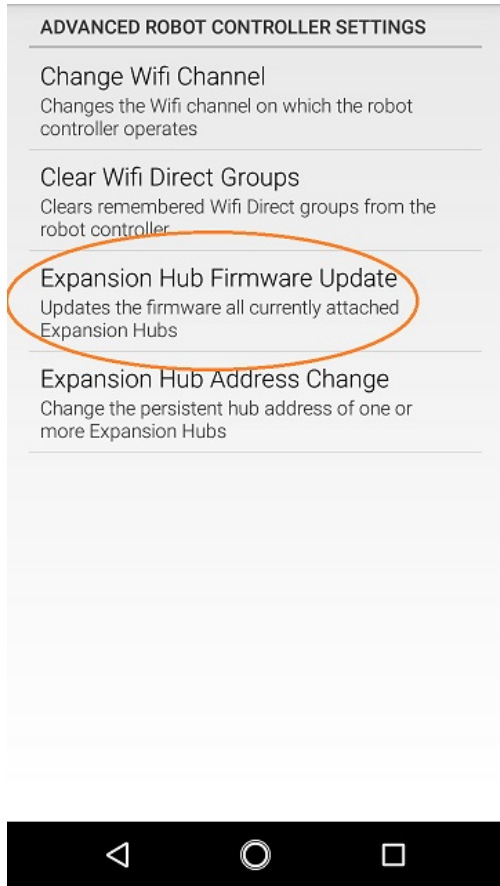 ADVANCED ROBOT CONTROLLER SETTINGS
Change Wifi Channel
Changes the Wifi channel on which the robot
controller operates
Clear Wifi Direct Groups
Clears remembered Wifi Direct groups from the
robot controller
Expansion Hub Firmware Update
Updates the firmware all currently attached
Expansion Hubs
Expansion Hub Address Change
Change the persistent hub address of one or
more Expansion Hubs